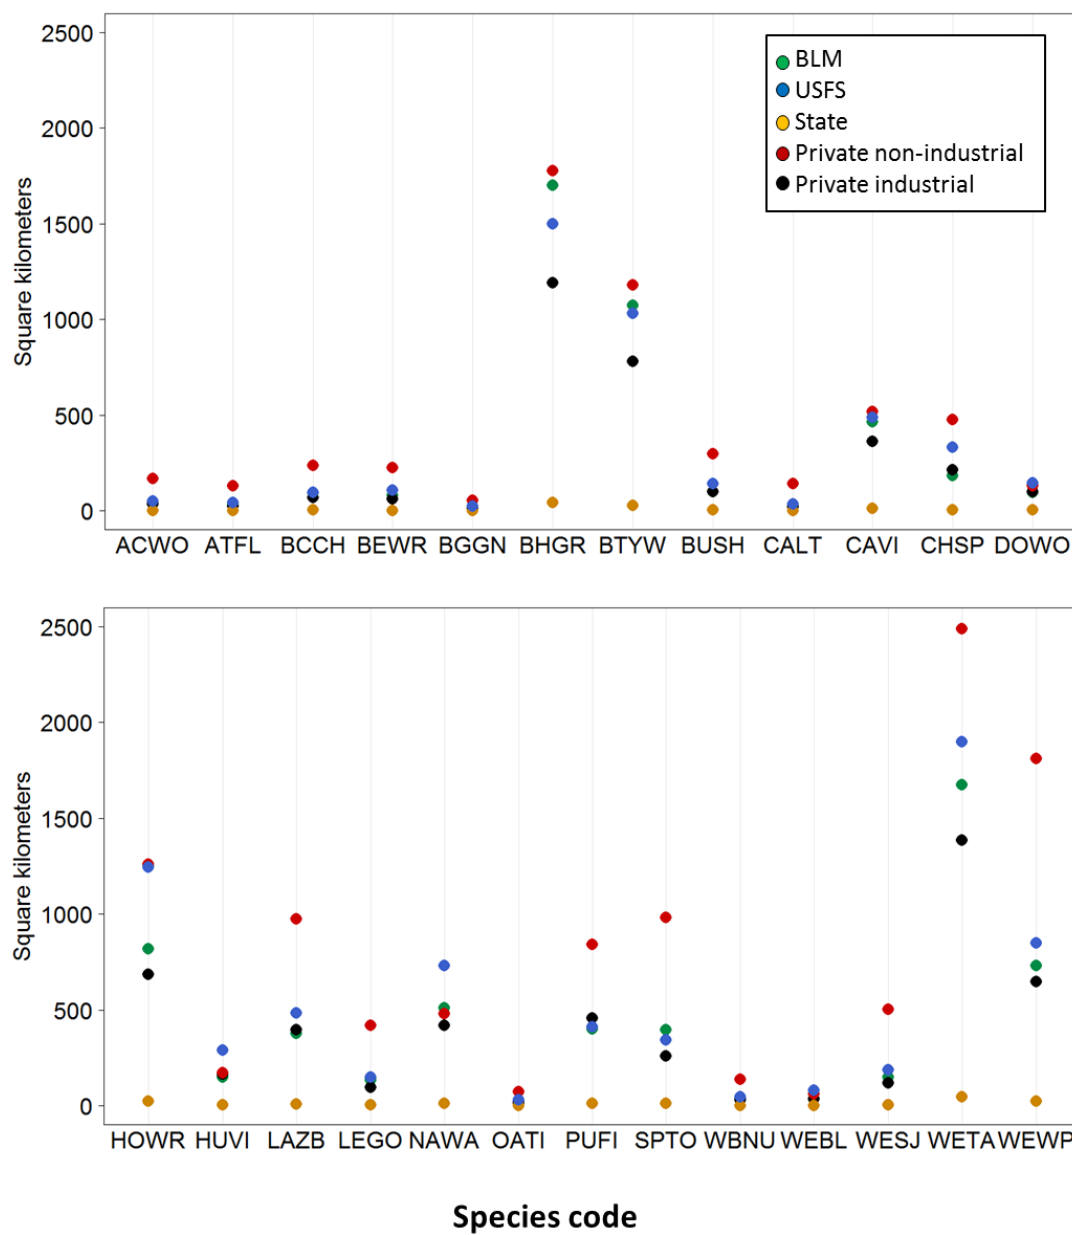 2500
2000
1500
1000
500
0
Square kilometers
BLM
USFS
State
Private non-industrial
Private industrial
ACWO ATFL BCCH BEWR BGGN BHGR BTYW BUSH CALT CAVI CHSP DOWO
2500
2000
1500
1000
500
0
Square kilometers
HOWR HUVI LAZB LEGO NAWA OATI PUFI SPTO WBNU WEBL WESJ WETA WEWP
Species code